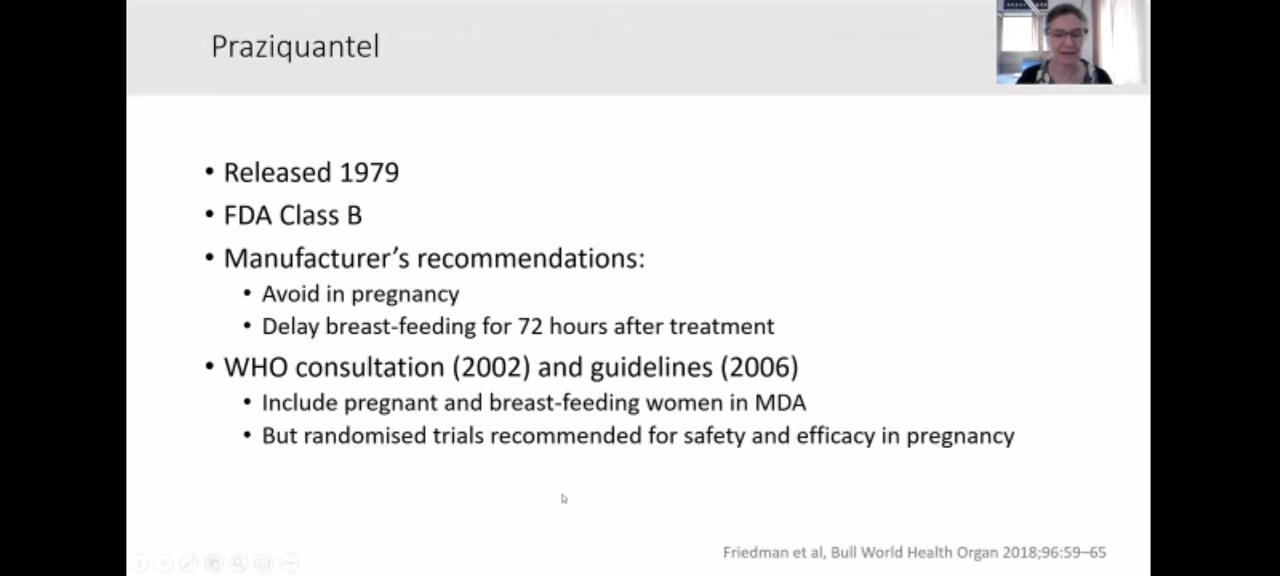 Praziquantel
• Released 1979
• FDA Class B
• Manufacturer’s recommendations:
• Avoid in pregnancy
• Delay breast-feeding for 72 hours after treatment
• WHO consultation (2002) and guidelines (2006)
• Include pregnant and breast-feeding women in MDA
• But randomised trials recommended for safety and efficacy in pregnancy
Friedman et al, Bull World Health Organ 2018;96:59–65